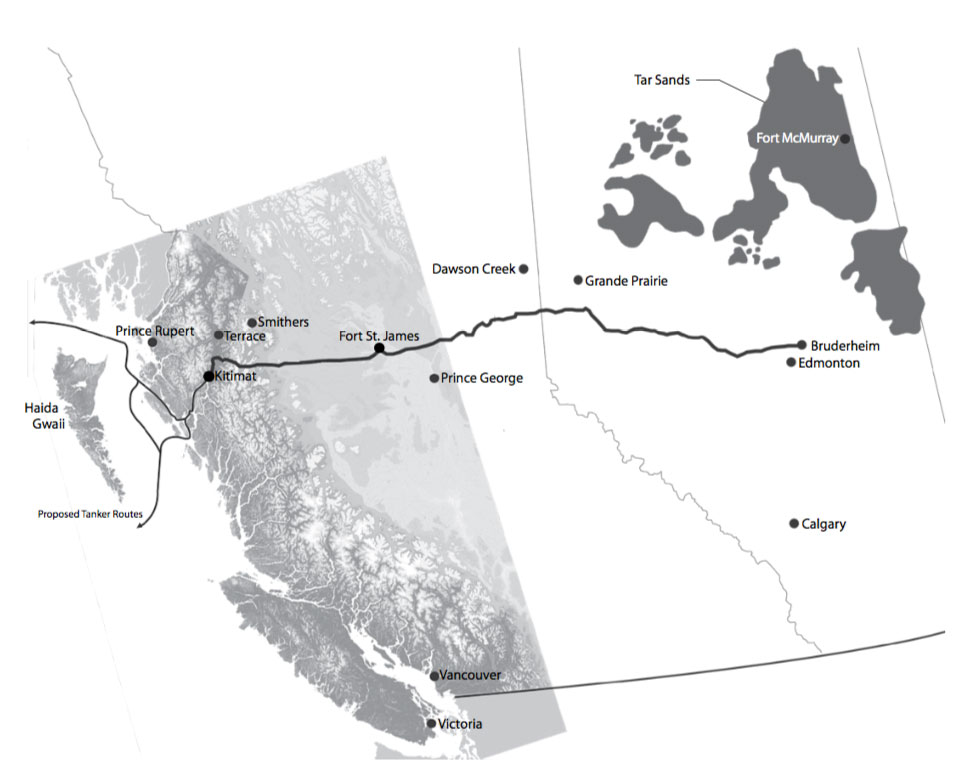 Tar Sands
Fort McMurray
Dawson Creek
Grande Prairie
Smithers
Prince Rupert
Terrace
Fort St. James
Bruderheim
Edmonton
Kitimat
Prince George
Haida
Gwaii
Proposed Tanker Routes
Calgary
Vancouver
Victoria